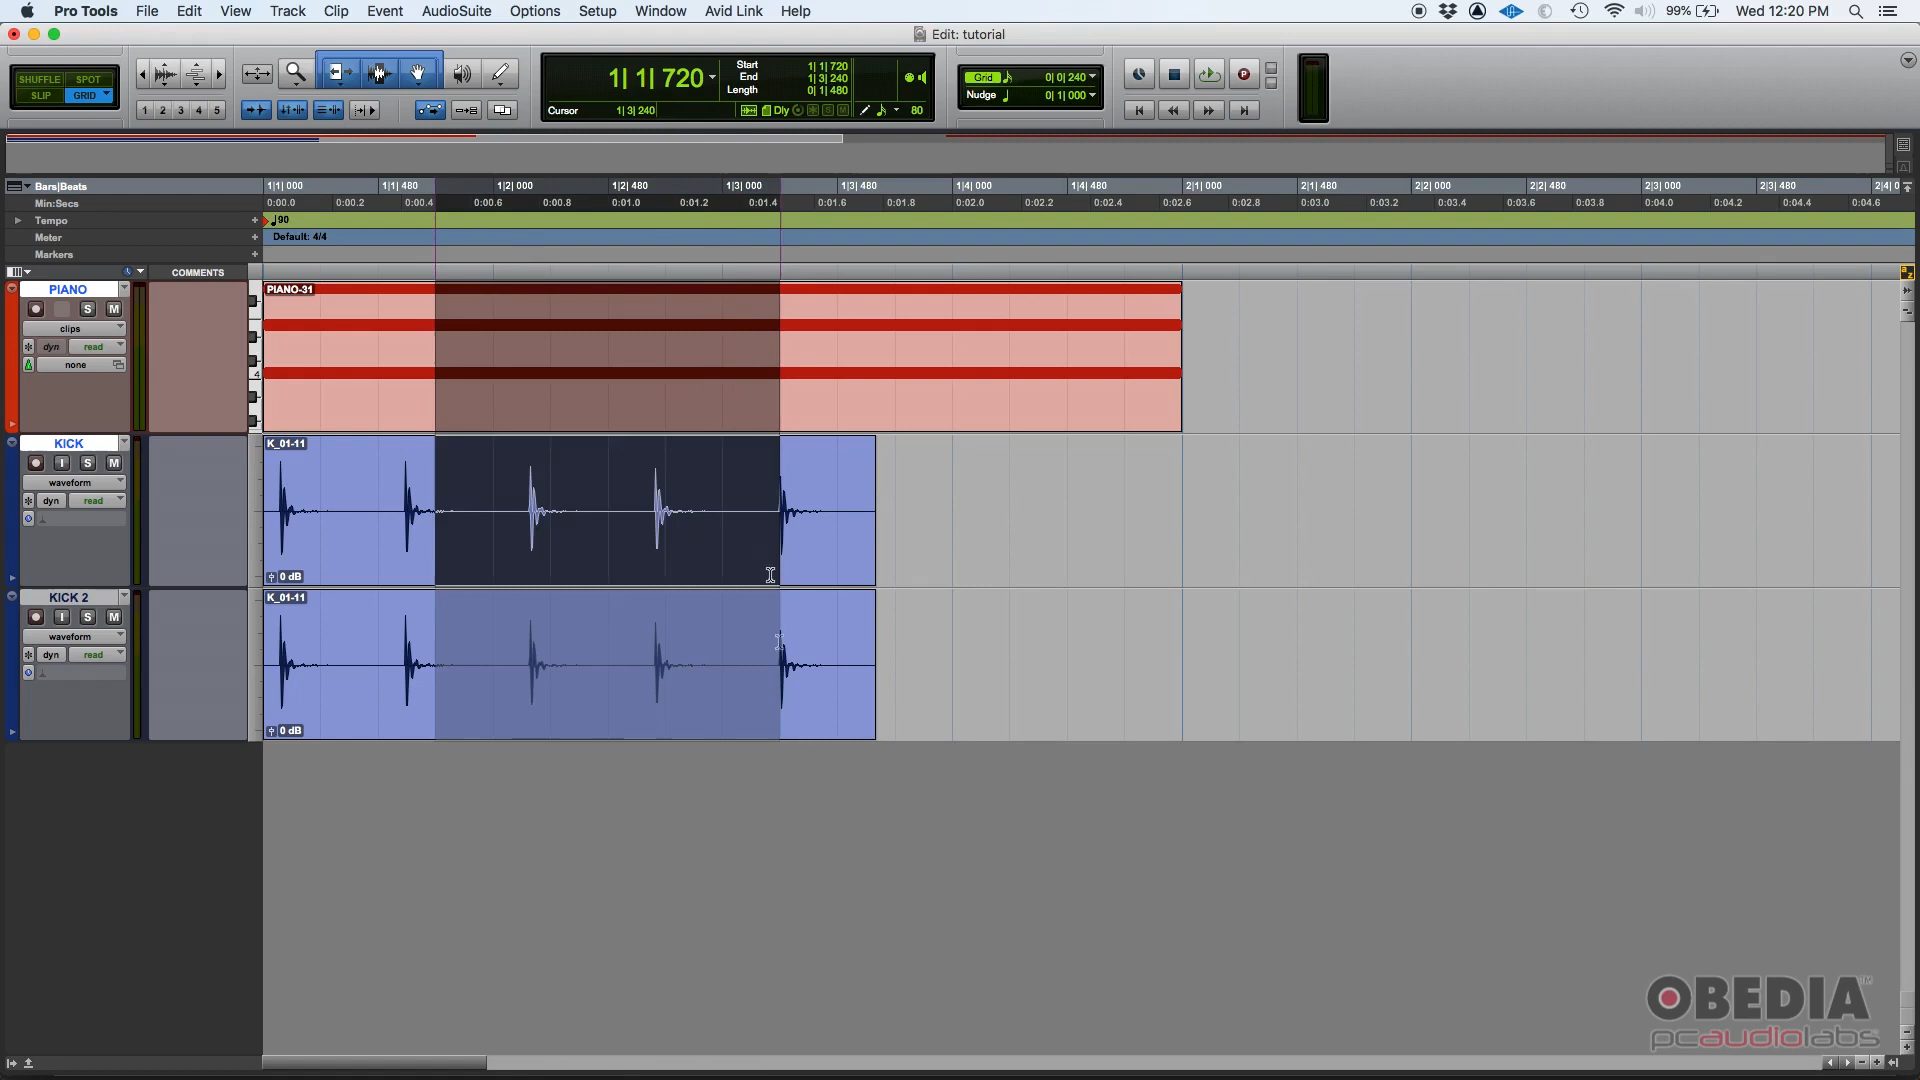 Pro Tools File Edit View Track Clip Event AudioSuite Options Setup Window Avid Link Help 99% Wed 12:20 PM
Edit: tutorial
SHUFFLE SPOT
SLIP GRID
1 2 3 4 5
1| 1| 720
Start 1| 1| 720
End 1| 3| 240
Length 0| 1| 480
Cursor 1| 3| 240 Dly S M 80
Grid 0| 0| 240
Nudge 0| 1| 000
Bars|Beats 1|1| 000 1|1| 480 1|2| 000 1|2| 480 1|3| 000 1|3| 480 1|4| 000 1|4| 480 2|1| 000 2|1| 480 2|2| 000 2|2| 480 2|3| 000 2|3| 480 2|4| 0
Min:Secs 0:00.0 0:00.2 0:00.4 0:00.6 0:00.8 0:01.0 0:01.2 0:01.4 0:01.6 0:01.8 0:02.0 0:02.2 0:02.4 0:02.6 0:02.8 0:03.0 0:03.2 0:03.4 0:03.6 0:03.8 0:04.0 0:04.2 0:04.4 0:04.6
Tempo + 90
Meter + Default: 4/4
Markers +
COMMENTS
a z
PIANO PIANO-31
S M
clips
dyn read
none
4
KICK K_01-11
I S M
waveform
dyn read
0 dB
KICK 2 K_01-11
I S M
waveform
dyn read
0 dB
OBEDIA™
pcaudiolabs